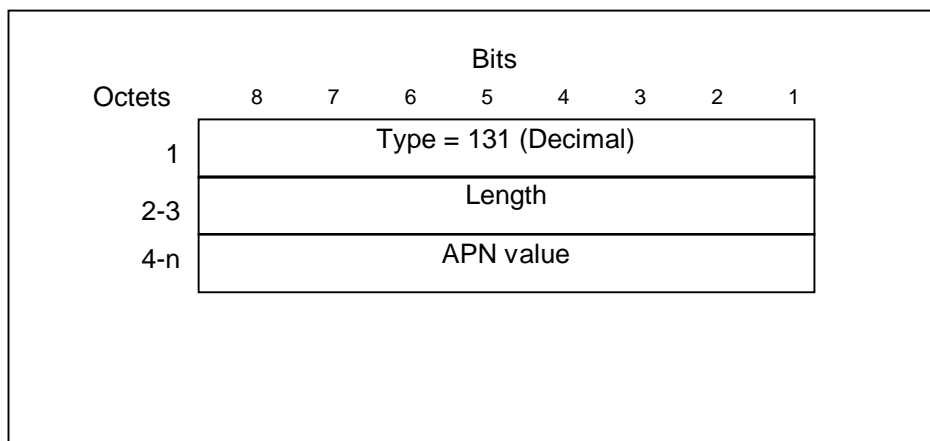 Bits
Octets 8 7 6 5 4 3 2 1
1 Type = 131 (Decimal)
2-3 Length
4-n APN value